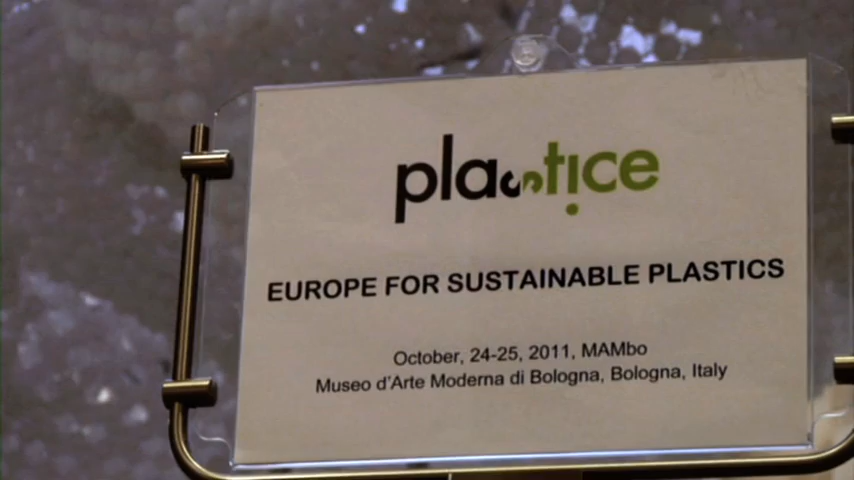 plastice
EUROPE FOR SUSTAINABLE PLASTICS
October, 24-25, 2011, MAMbo
Museo d'Arte Moderna di Bologna, Bologna, Italy